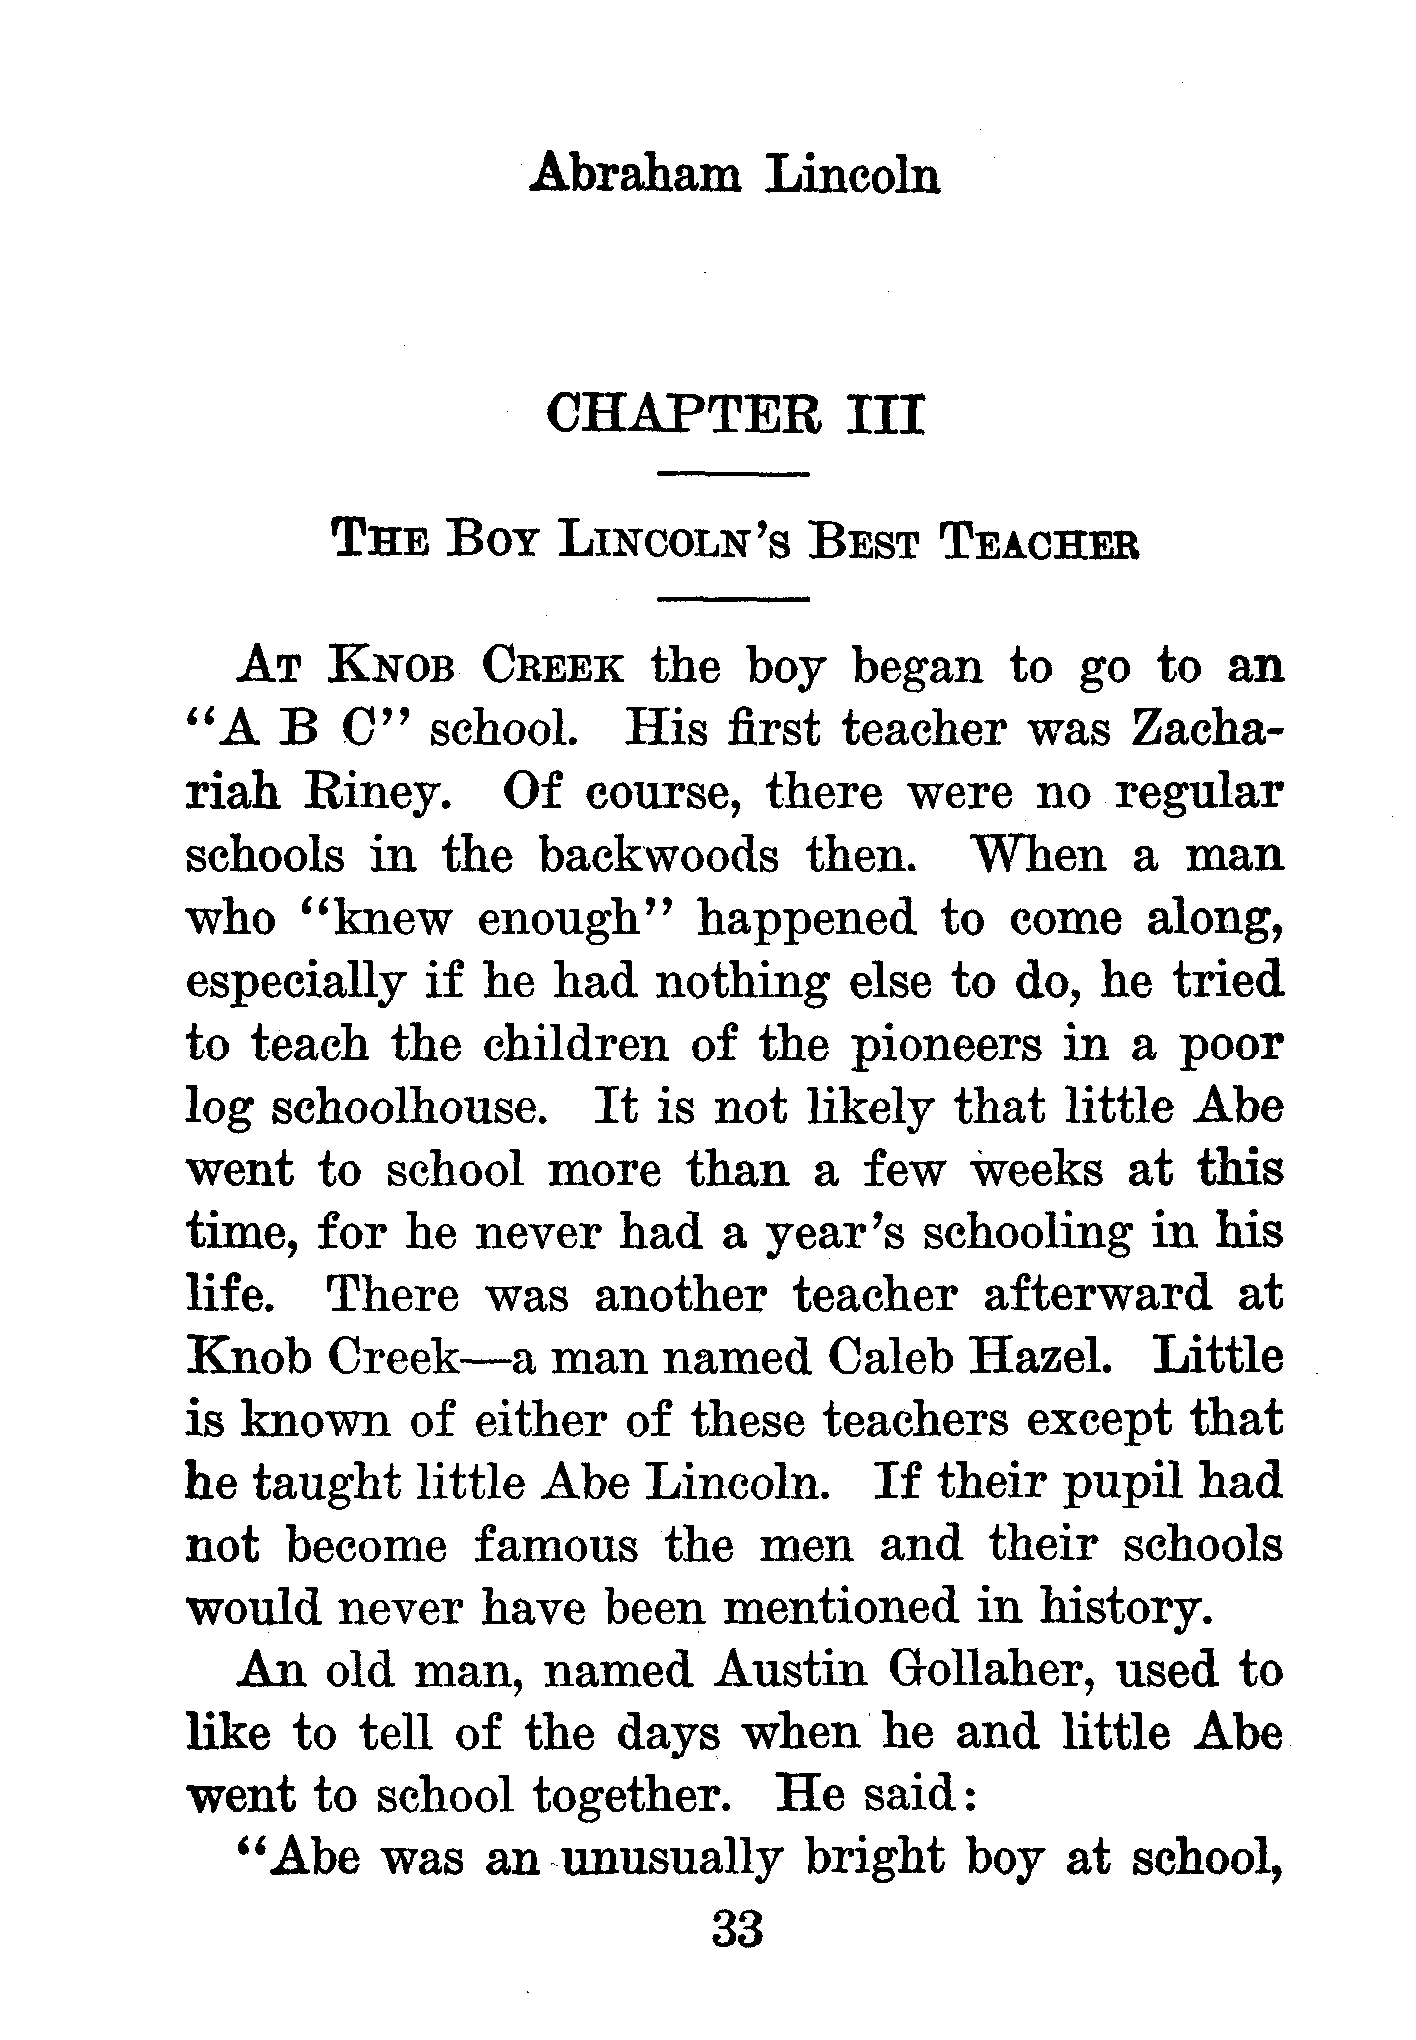 Abraham Lincoln
CHAPTER III
THE BOY LINCOLN'S BEST TEACHER
AT KNOB CREEK the boy began to go to an
"A B C" school. His first teacher was Zacha-
riah Riney. Of course, there were no regular
schools in the backwoods then. When a man
who "knew enough" happened to come along,
especially if he had nothing else to do, he tried
to teach the children of the pioneers in a poor
log schoolhouse. It is not likely that little Abe
went to school more than a few weeks at this
time, for he never had a year's schooling in his
life. There was another teacher afterward at
Knob Creek—a man named Caleb Hazel. Little
is known of either of these teachers except that
he taught little Abe Lincoln. If their pupil had
not become famous the men and their schools
would never have been mentioned in history.
An old man, named Austin Gollaher, used to
like to tell of the days when he and little Abe
went to school together. He said:
"Abe was an unusually bright boy at school,
33